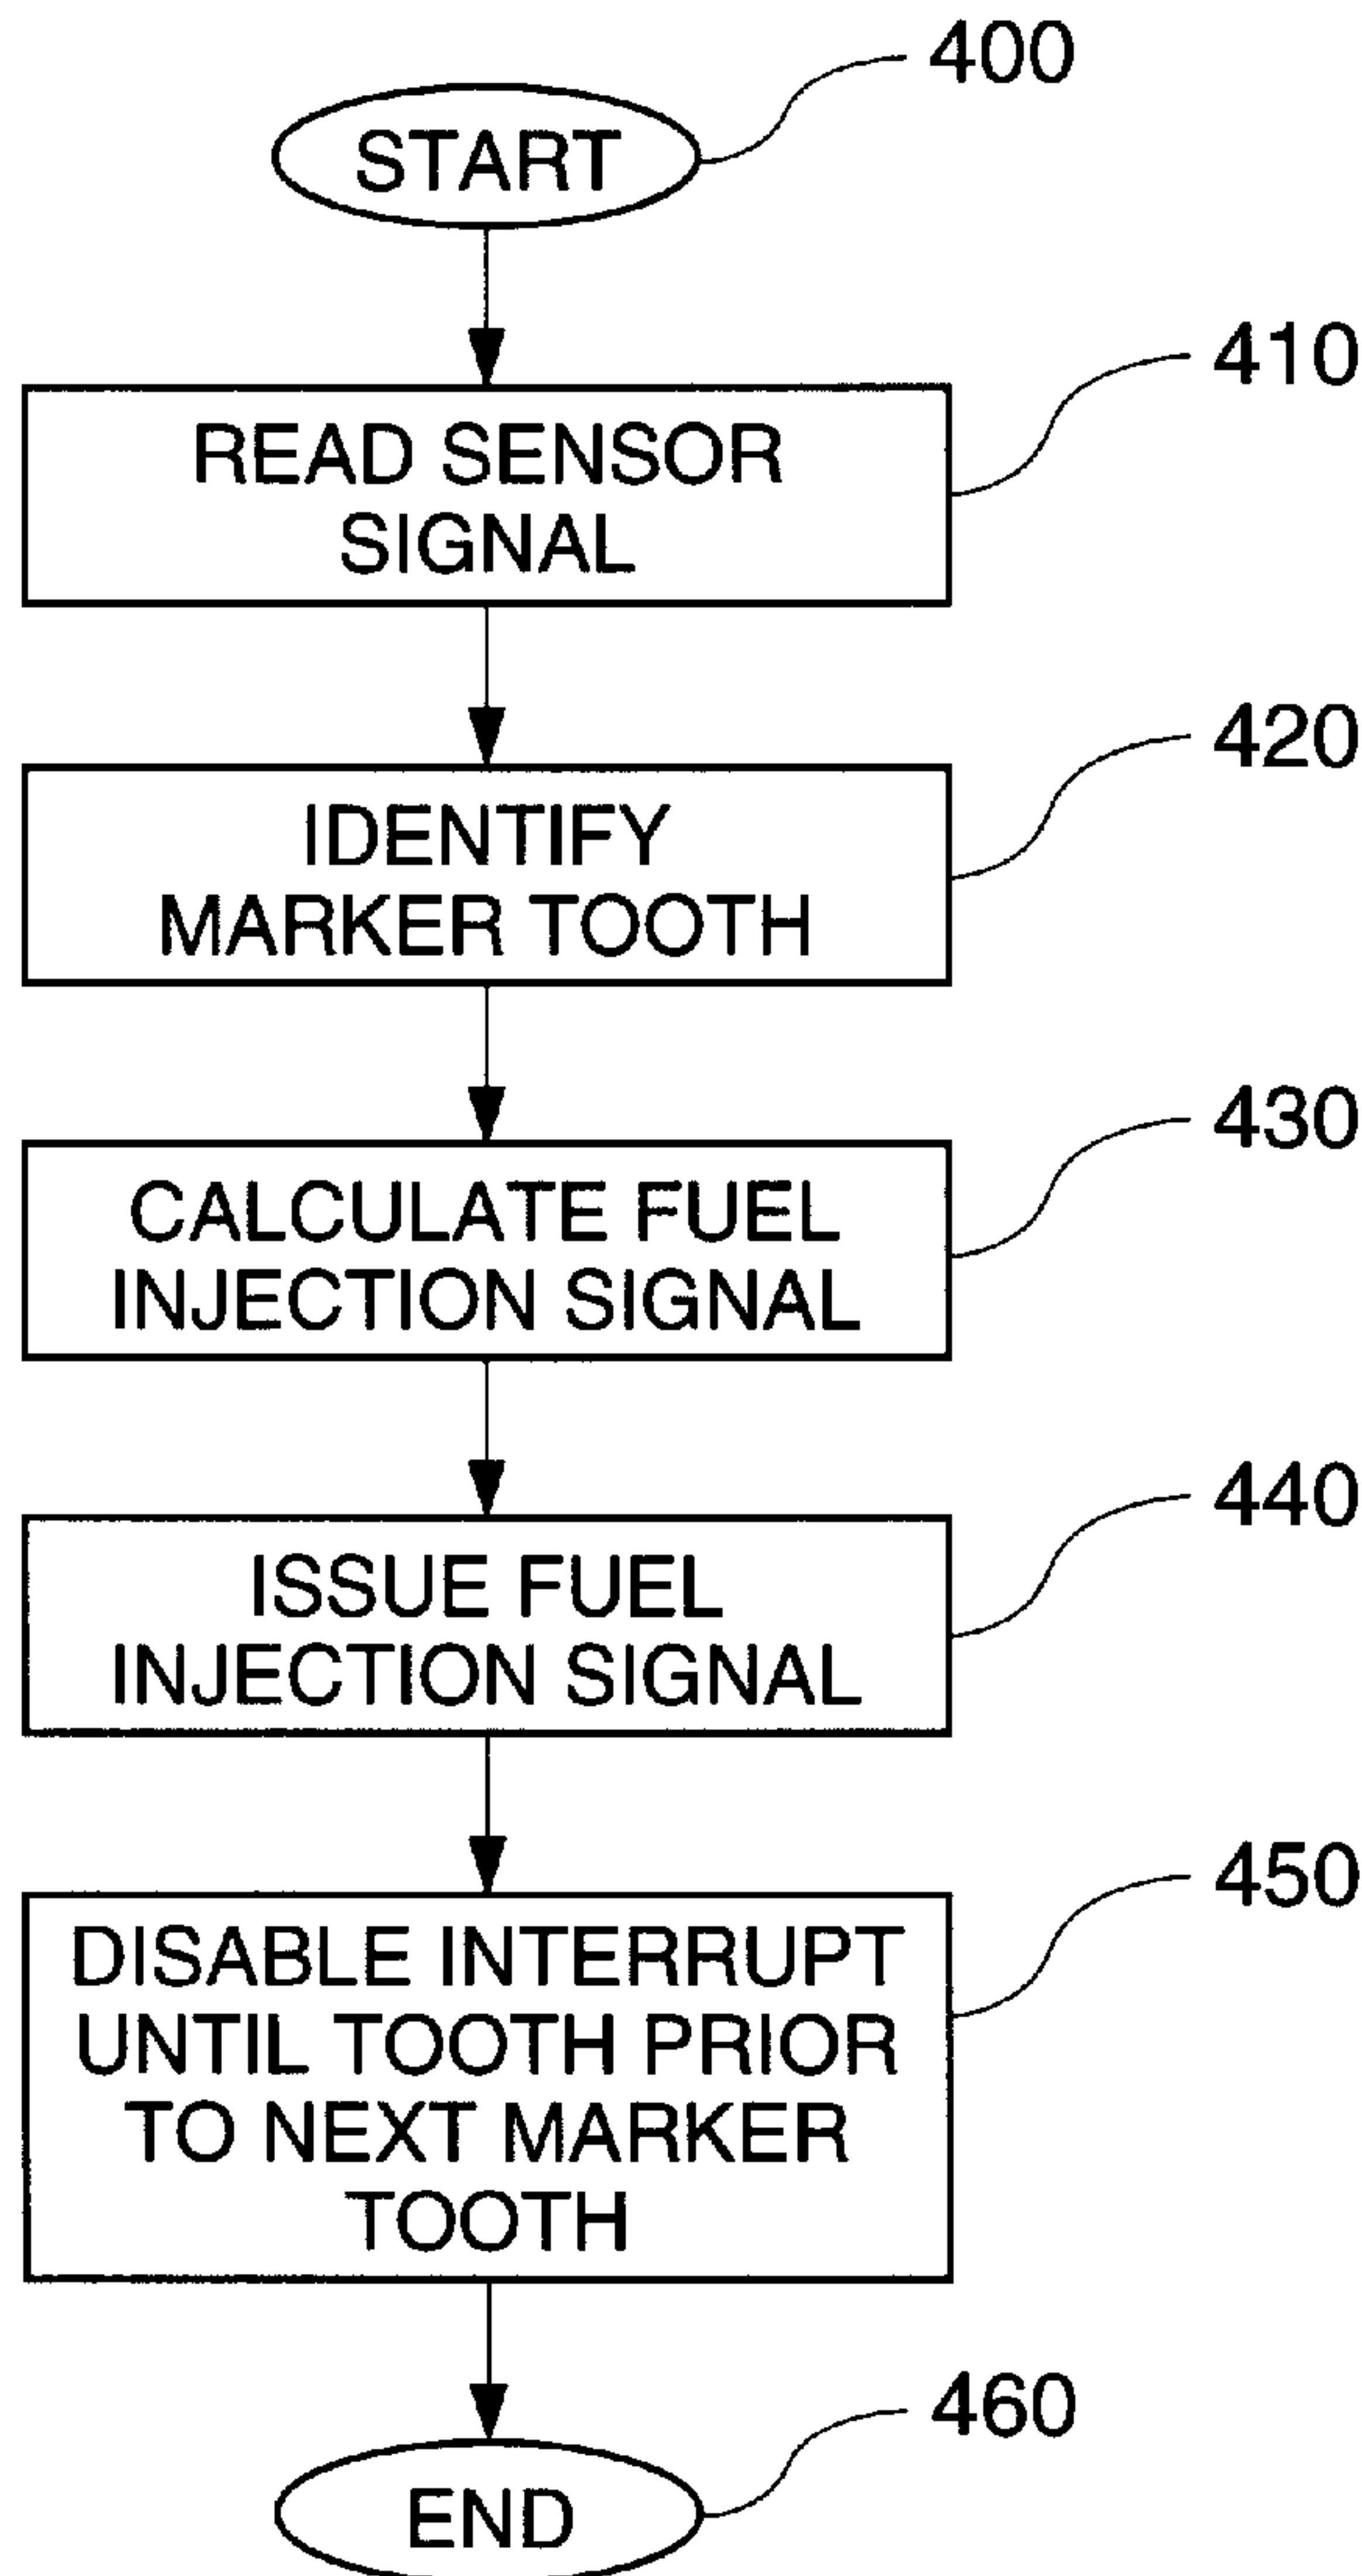 400
START
410
READ SENSOR
SIGNAL
420
IDENTIFY
MARKER TOOTH
430
CALCULATE FUEL
INJECTION SIGNAL
440
ISSUE FUEL
INJECTION SIGNAL
450
DISABLE INTERRUPT
UNTIL TOOTH PRIOR
TO NEXT MARKER
TOOTH
460
END